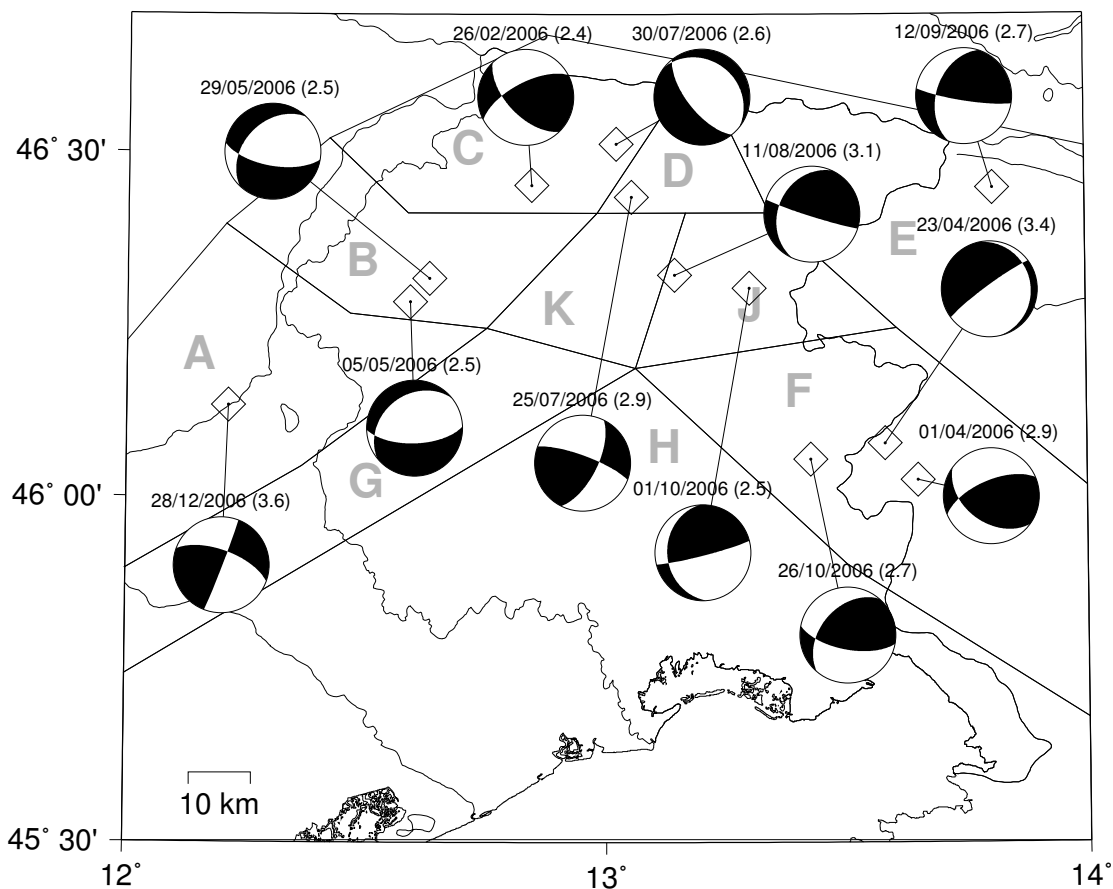 26/02/2006 (2.4)
30/07/2006 (2.6)
12/09/2006 (2.7)
29/05/2006 (2.5)
46° 30'
C
D
11/08/2006 (3.1)
E
23/04/2006 (3.4)
B
K
J
A
05/05/2006 (2.5)
F
25/07/2006 (2.9)
H
01/04/2006 (2.9)
G
46° 00'
28/12/2006 (3.6)
01/10/2006 (2.5)
26/10/2006 (2.7)
10 km
45° 30'
12°
13°
14°